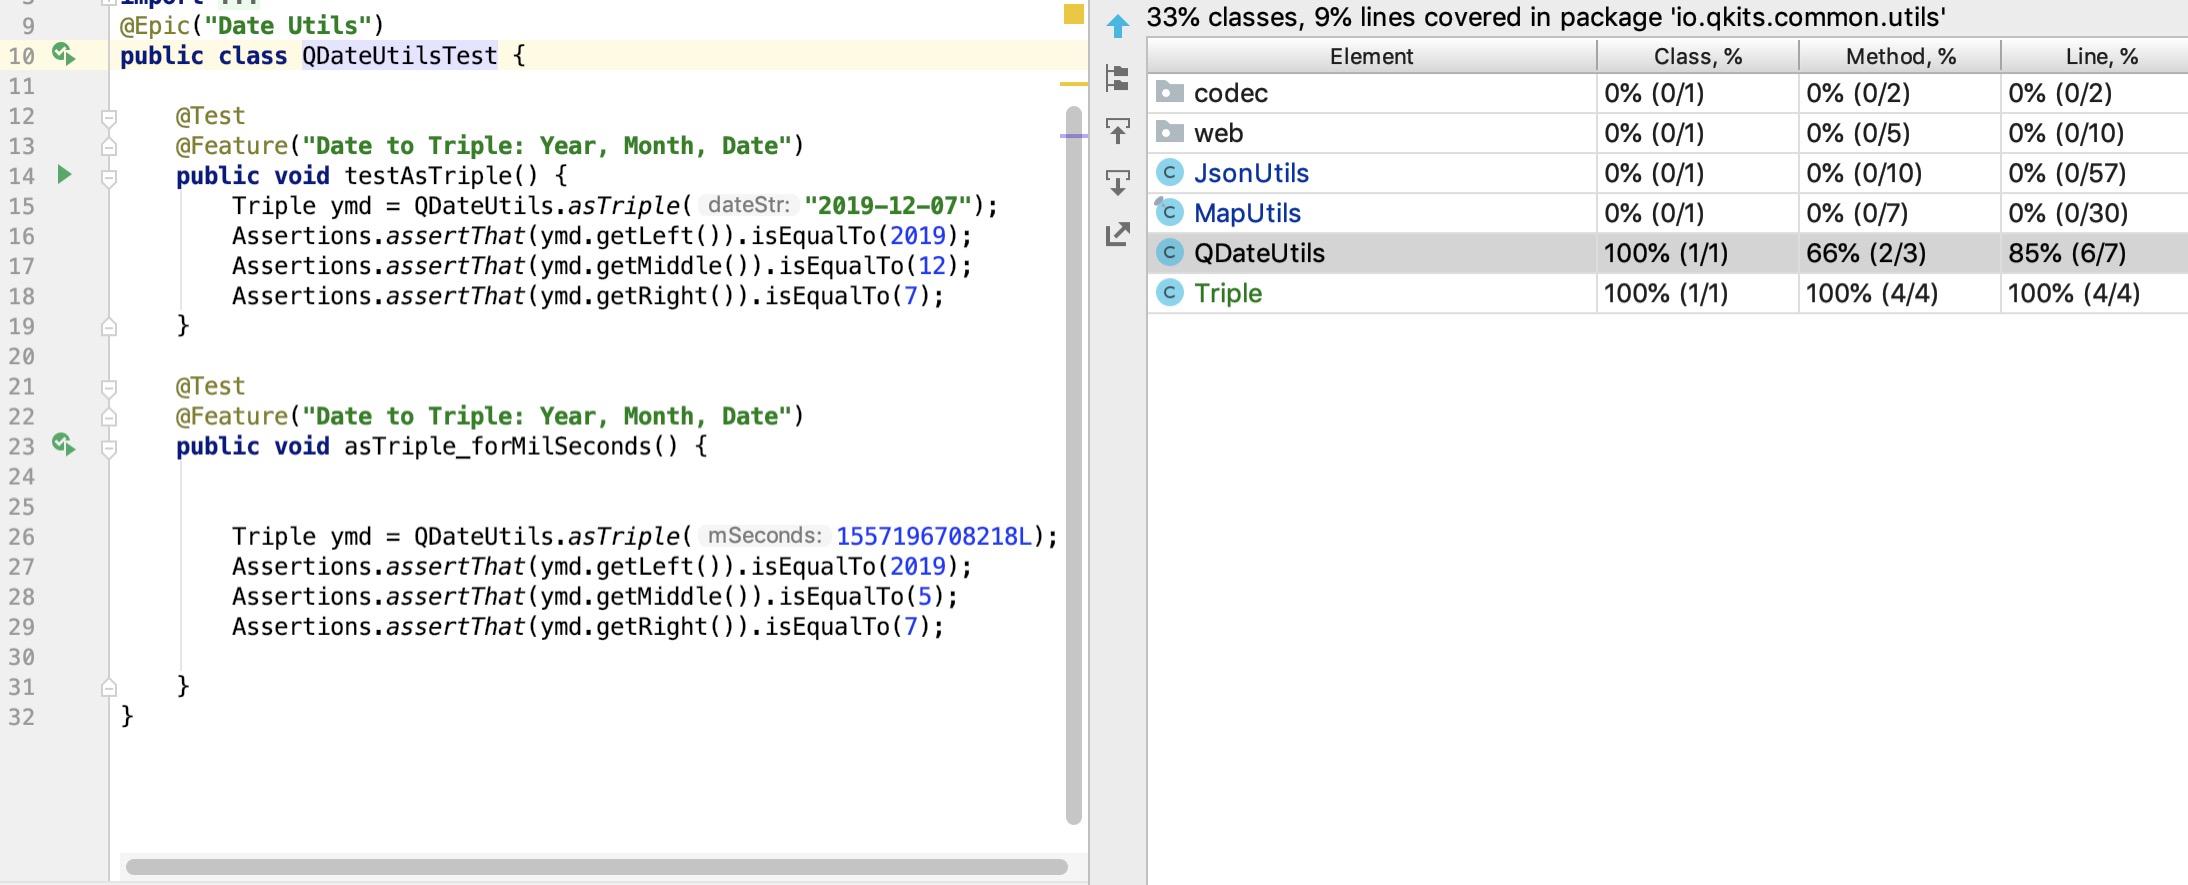 import ...
9 @Epic("Date Utils")
10 public class QDateUtilsTest {
11
12 @Test
13 @Feature("Date to Triple: Year, Month, Date")
14 public void testAsTriple() {
15 Triple ymd = QDateUtils.asTriple( dateStr: "2019-12-07");
16 Assertions.assertThat(ymd.getLeft()).isEqualTo(2019);
17 Assertions.assertThat(ymd.getMiddle()).isEqualTo(12);
18 Assertions.assertThat(ymd.getRight()).isEqualTo(7);
19 }
20
21 @Test
22 @Feature("Date to Triple: Year, Month, Date")
23 public void asTriple_forMilSeconds() {
24
25
26 Triple ymd = QDateUtils.asTriple( mSeconds: 1557196708218L);
27 Assertions.assertThat(ymd.getLeft()).isEqualTo(2019);
28 Assertions.assertThat(ymd.getMiddle()).isEqualTo(5);
29 Assertions.assertThat(ymd.getRight()).isEqualTo(7);
30
31 }
32 }
33% classes, 9% lines covered in package 'io.qkits.common.utils'
Element Class, % Method, % Line, %
codec 0% (0/1) 0% (0/2) 0% (0/2)
web 0% (0/1) 0% (0/5) 0% (0/10)
C JsonUtils 0% (0/1) 0% (0/10) 0% (0/57)
C MapUtils 0% (0/1) 0% (0/7) 0% (0/30)
C QDateUtils 100% (1/1) 66% (2/3) 85% (6/7)
C Triple 100% (1/1) 100% (4/4) 100% (4/4)